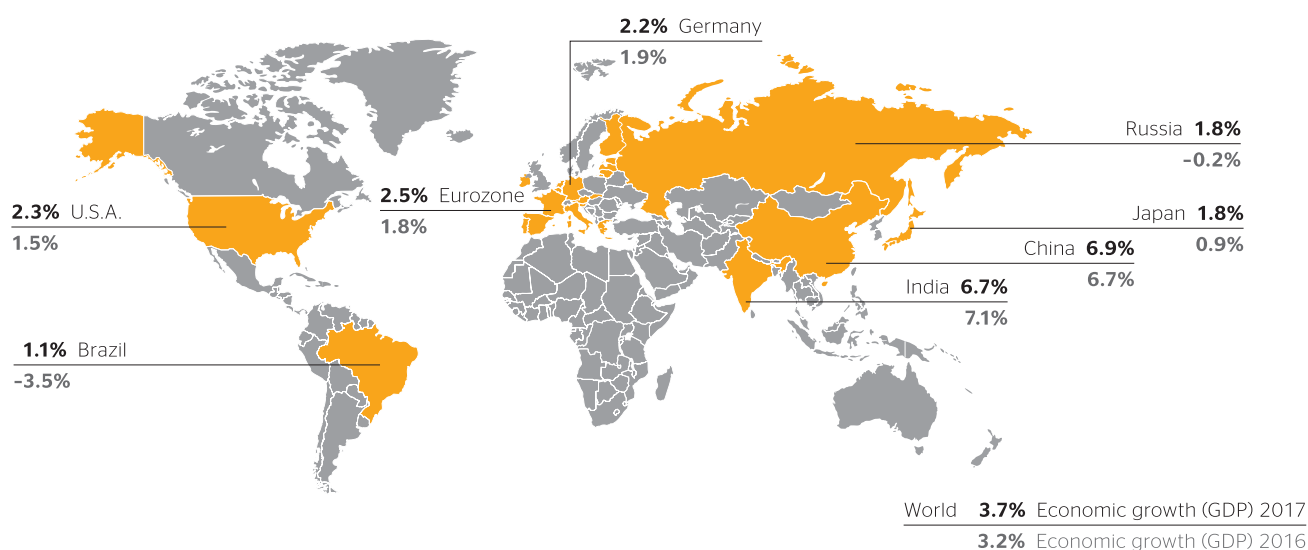 2.2% Germany
1.9%
Russia 1.8%
–0.2%
2.5% Eurozone
1.8%
2.3% U.S.A.
1.5%
Japan 1.8%
0.9%
China 6.9%
6.7%
India 6.7%
7.1%
1.1% Brazil
–3.5%
World 3.7% Economic growth (GDP) 2017
3.2% Economic growth (GDP) 2016